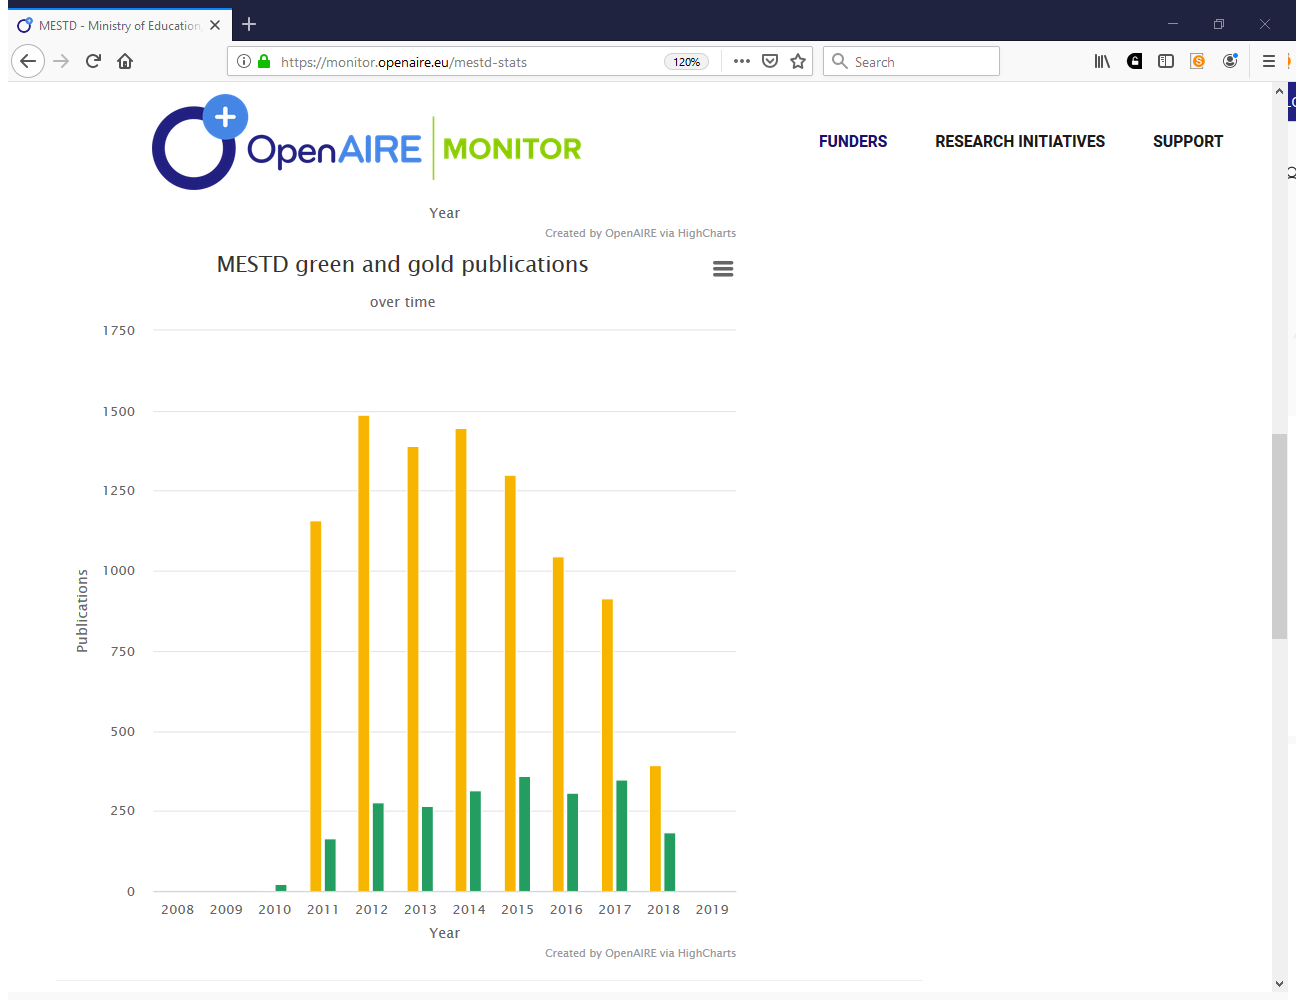 MESTD - Ministry of Education,
https://monitor.openaire.eu/mestd-stats
120%
Search
OpenAIRE MONITOR
FUNDERS
RESEARCH INITIATIVES
SUPPORT
Year
Created by OpenAIRE via HighCharts
MESTD green and gold publications
over time
1750
1500
1250
1000
750
500
250
0
Publications
2008 2009 2010 2011 2012 2013 2014 2015 2016 2017 2018 2019
Year
Created by OpenAIRE via HighCharts